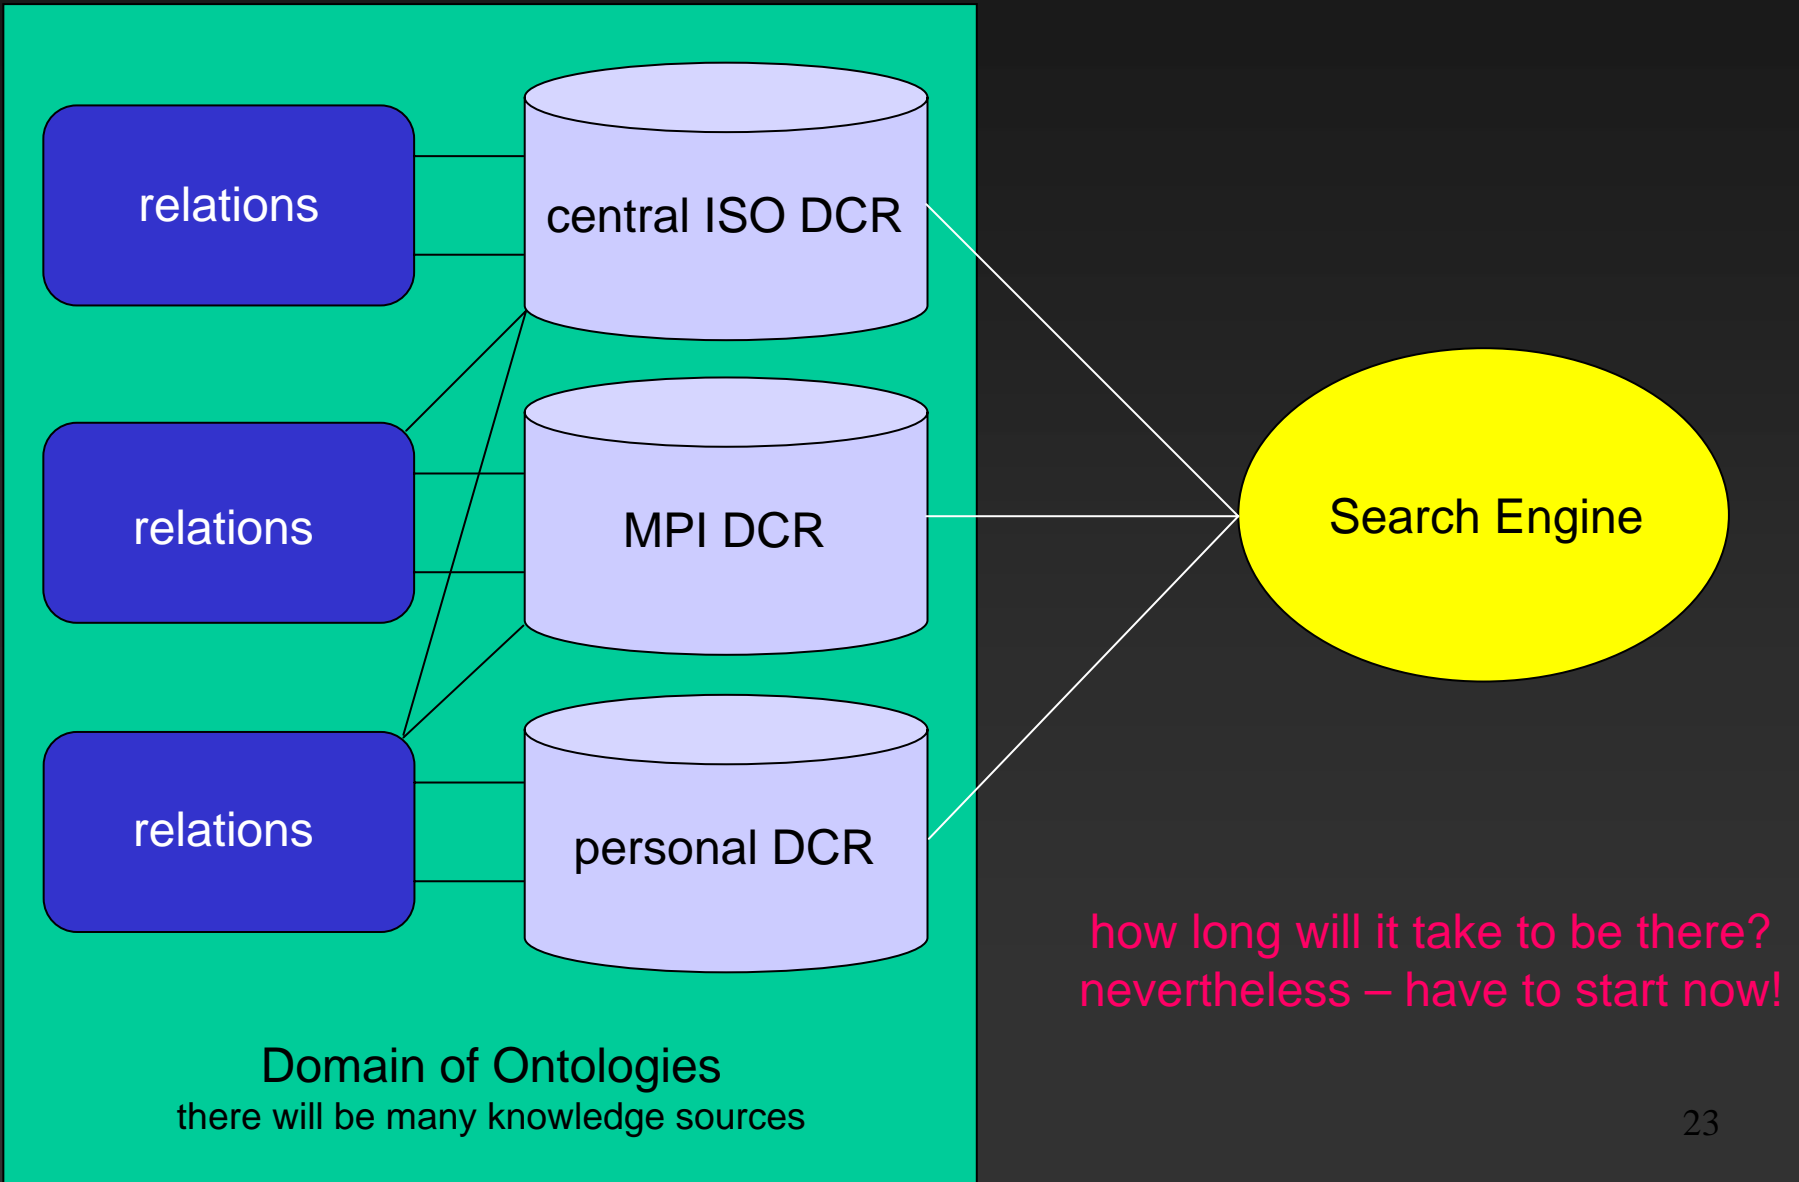 relations
central ISO DCR
relations
MPI DCR
Search Engine
relations
personal DCR
how long will it take to be there?
nevertheless – have to start now!
Domain of Ontologies
there will be many knowledge sources
23